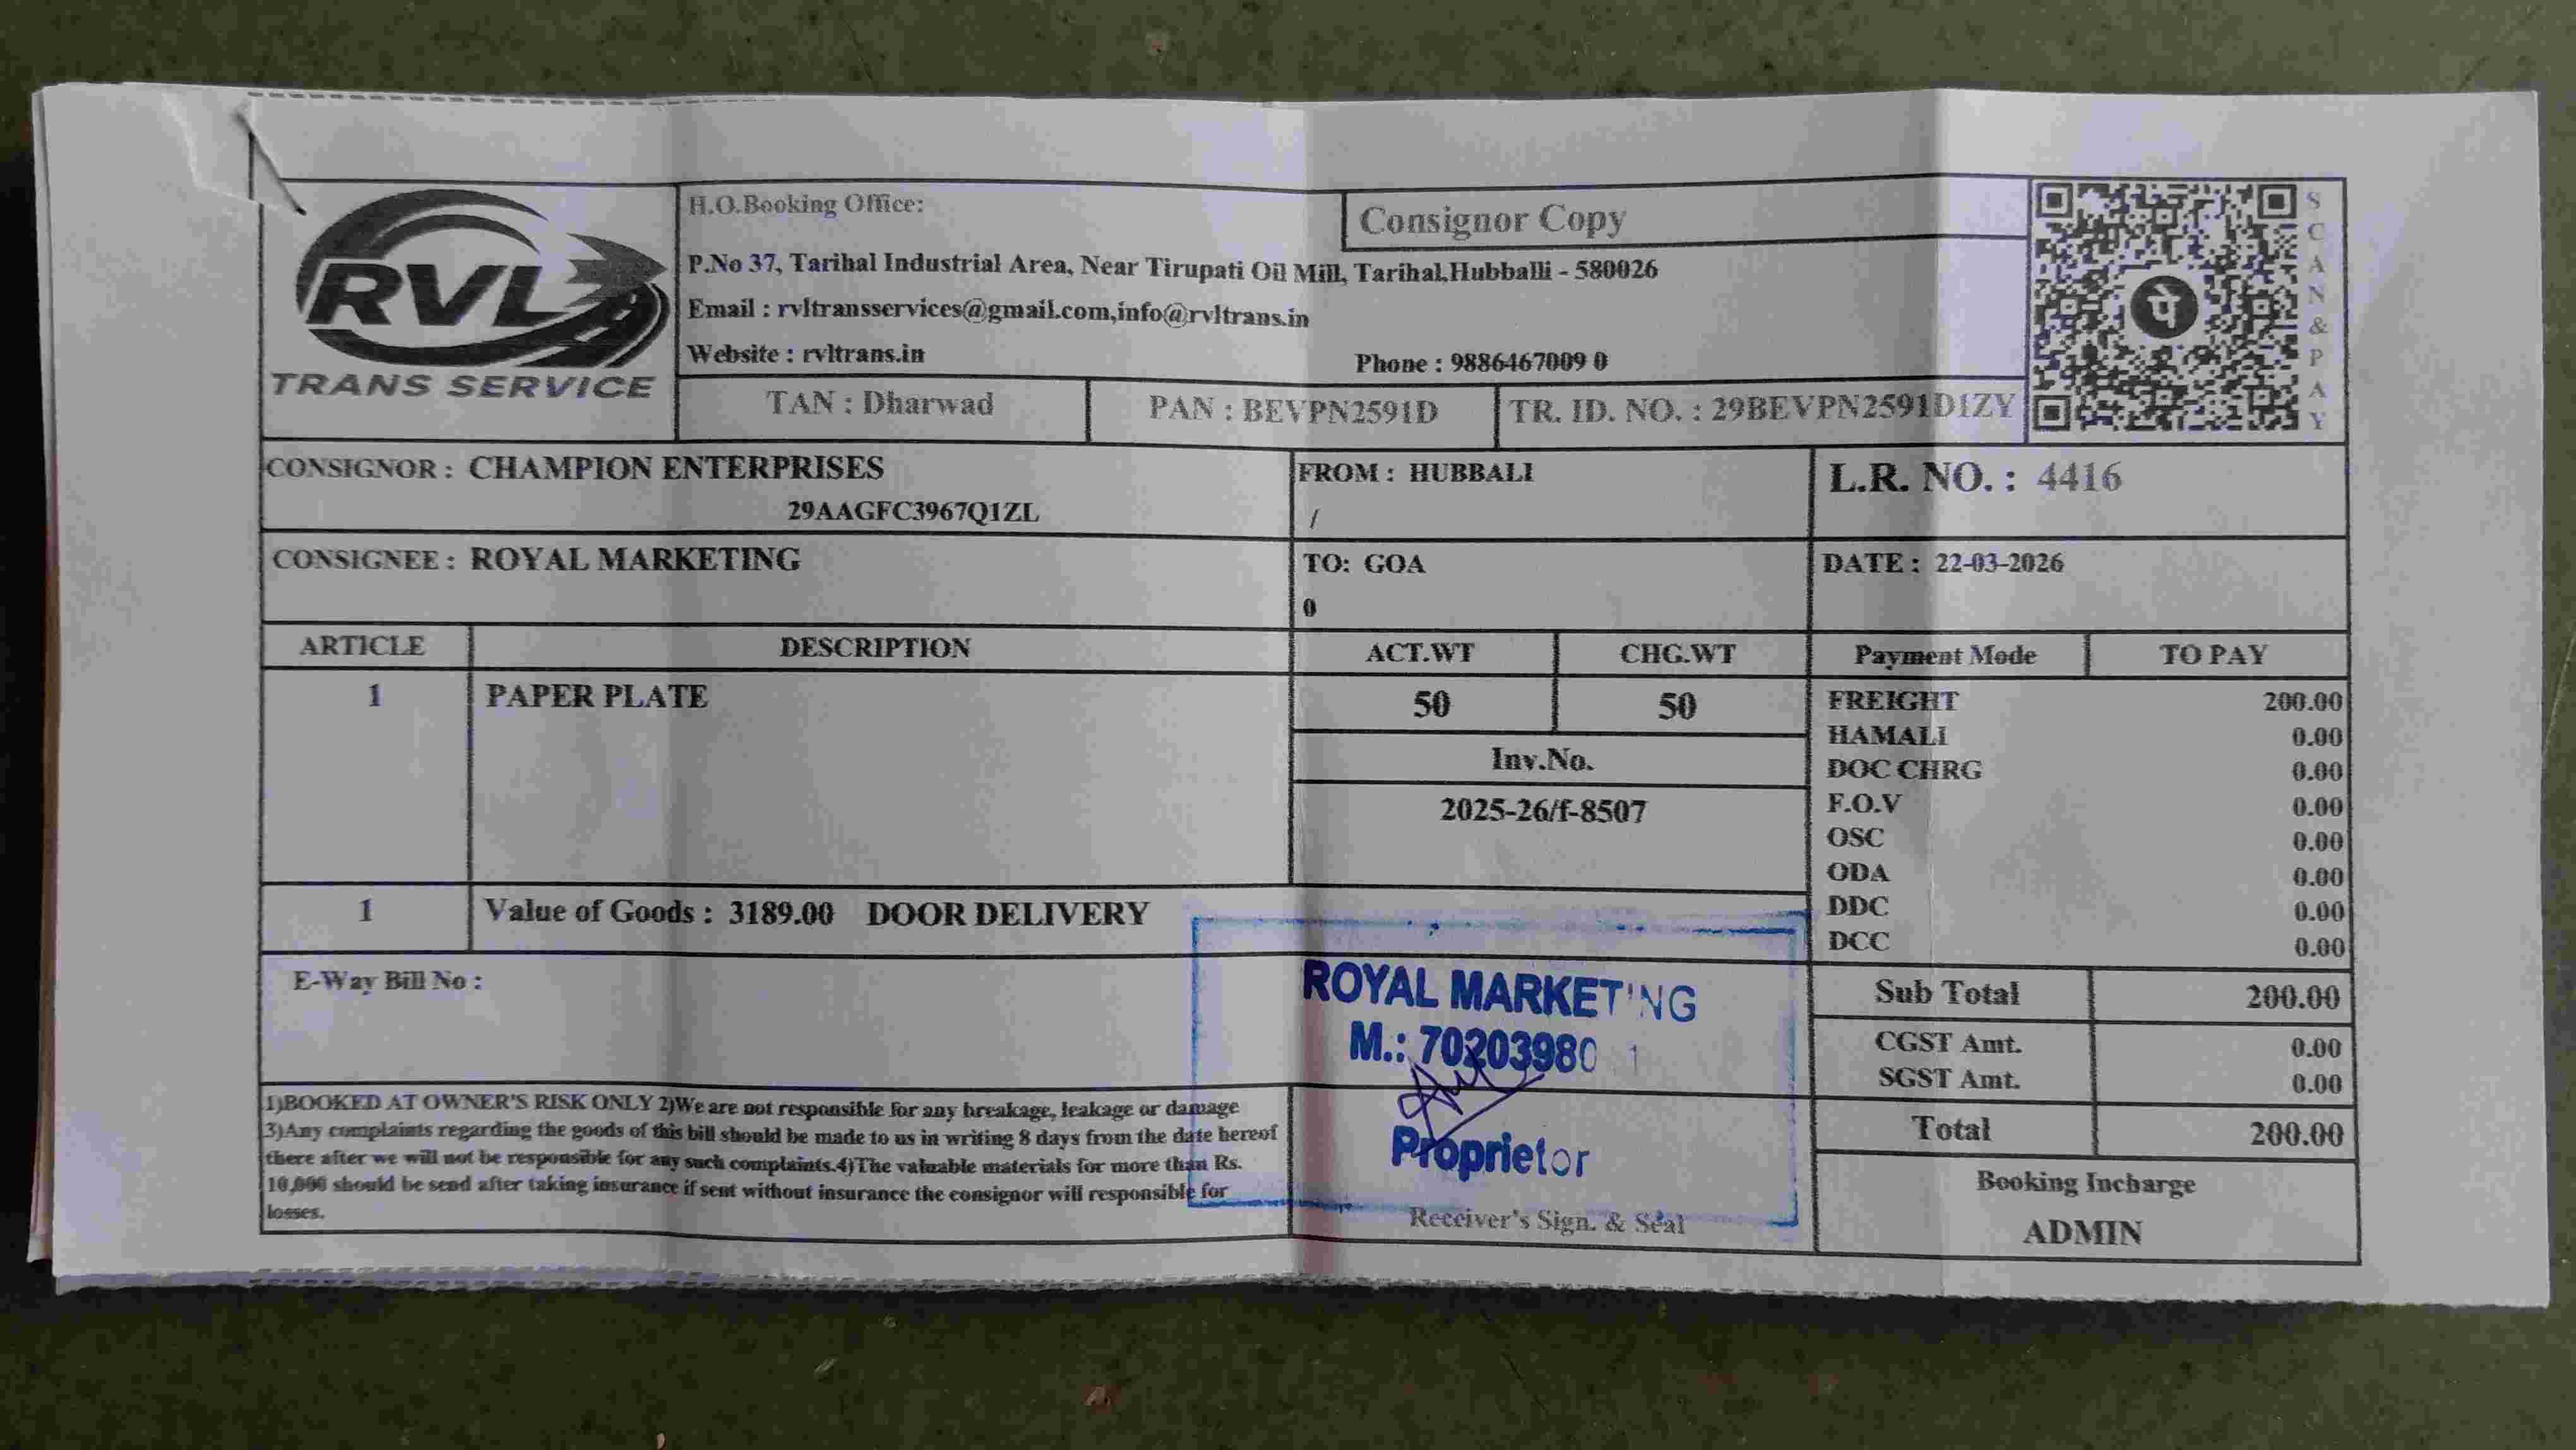 RVL
TRANS SERVICE
H.O.Booking Office:
Consignor Copy
P.No 37, Tarihal Industrial Area, Near Tirupati Oil Mill, Tarihal,Hubballi - 580026
Email : rvltransservices@gmail.com,info@rvltrans.in
Website : rvltrans.in Phone : 9886467009 0
TAN : Dharwad PAN : BEVPN2591D TR. ID. NO. : 29BEVPN2591D1ZY
पे
SCAN&PAY
CONSIGNOR : CHAMPION ENTERPRISES FROM : HUBBALI L.R. NO. : 4416
29AAGFC3967Q1ZL /
CONSIGNEE : ROYAL MARKETING TO: GOA DATE : 22-03-2026
0
ARTICLE DESCRIPTION ACT.WT CHG.WT Payment Mode TO PAY
1 PAPER PLATE 50 50 FREIGHT 200.00
HAMALI 0.00
Inv.No. DOC CHRG 0.00
2025-26/f-8507 F.O.V 0.00
OSC 0.00
ODA 0.00
1 Value of Goods : 3189.00 DOOR DELIVERY DDC 0.00
DCC 0.00
E-Way Bill No : Sub Total 200.00
ROYAL MARKETING
M.: 70203980 1
CGST Amt. 0.00
SGST Amt. 0.00
Total 200.00
1)BOOKED AT OWNER'S RISK ONLY 2)We are not responsible for any breakage, leakage or damage
3)Any complaints regarding the goods of this bill should be made to us in writing 8 days from the date hereof
there after we will not be responsible for any such complaints.4)The valuable materials for more than Rs.
10,000 should be send after taking insurance if sent without insurance the consignor will responsible for
losses.
Proprietor
Receiver's Sign. & Seal
Booking Incharge
ADMIN